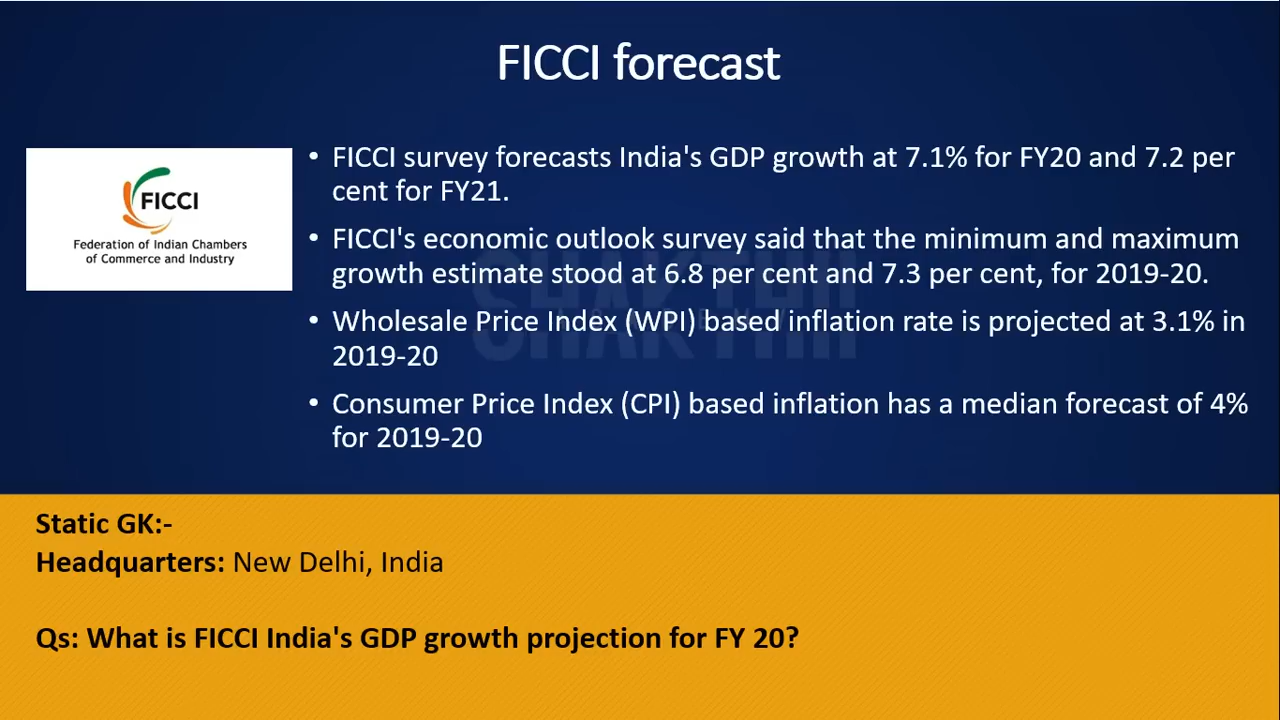 FICCI forecast
FICCI
Federation of Indian Chambers
of Commerce and Industry
• FICCI survey forecasts India's GDP growth at 7.1% for FY20 and 7.2 per
cent for FY21.
• FICCI's economic outlook survey said that the minimum and maximum
growth estimate stood at 6.8 per cent and 7.3 per cent, for 2019-20.
• Wholesale Price Index (WPI) based inflation rate is projected at 3.1% in
2019-20
• Consumer Price Index (CPI) based inflation has a median forecast of 4%
for 2019-20
Static GK:-
Headquarters: New Delhi, India
Qs: What is FICCI India's GDP growth projection for FY 20?